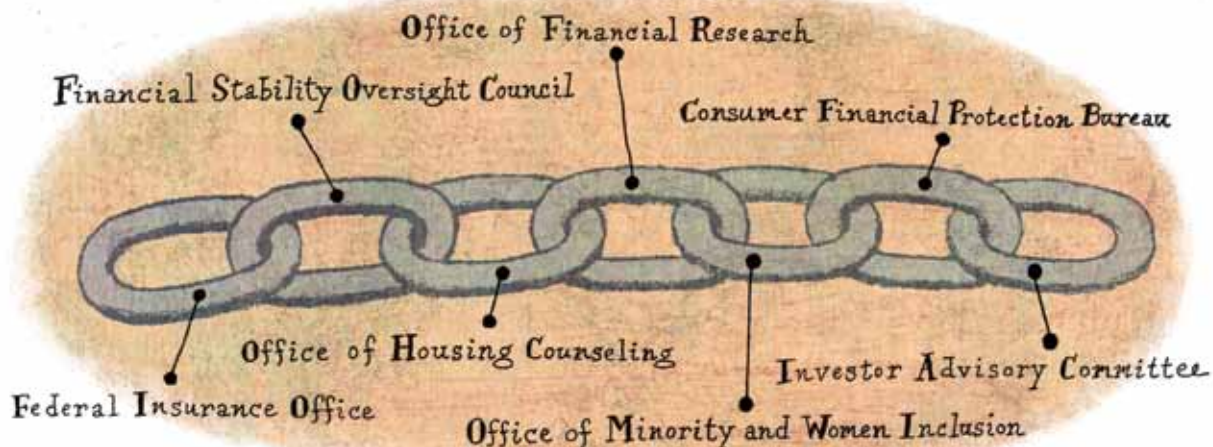 Office of Financial Research
Financial Stability Oversight Council
Consumer Financial Protection Bureau
Office of Housing Counseling
Investor Advisory Committee
Federal Insurance Office
Office of Minority and Women Inclusion